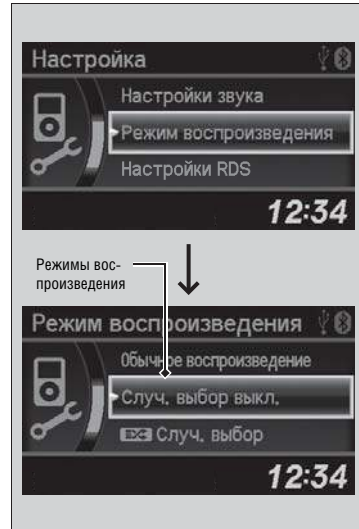 Настройка
Настройки звука
Режим воспроизведения
Настройки RDS
12:34
Режимы вос-
произведения
Режим воспроизведения
Обычное воспроизведение
Случ. выбор выкл.
Случ. выбор
12:34